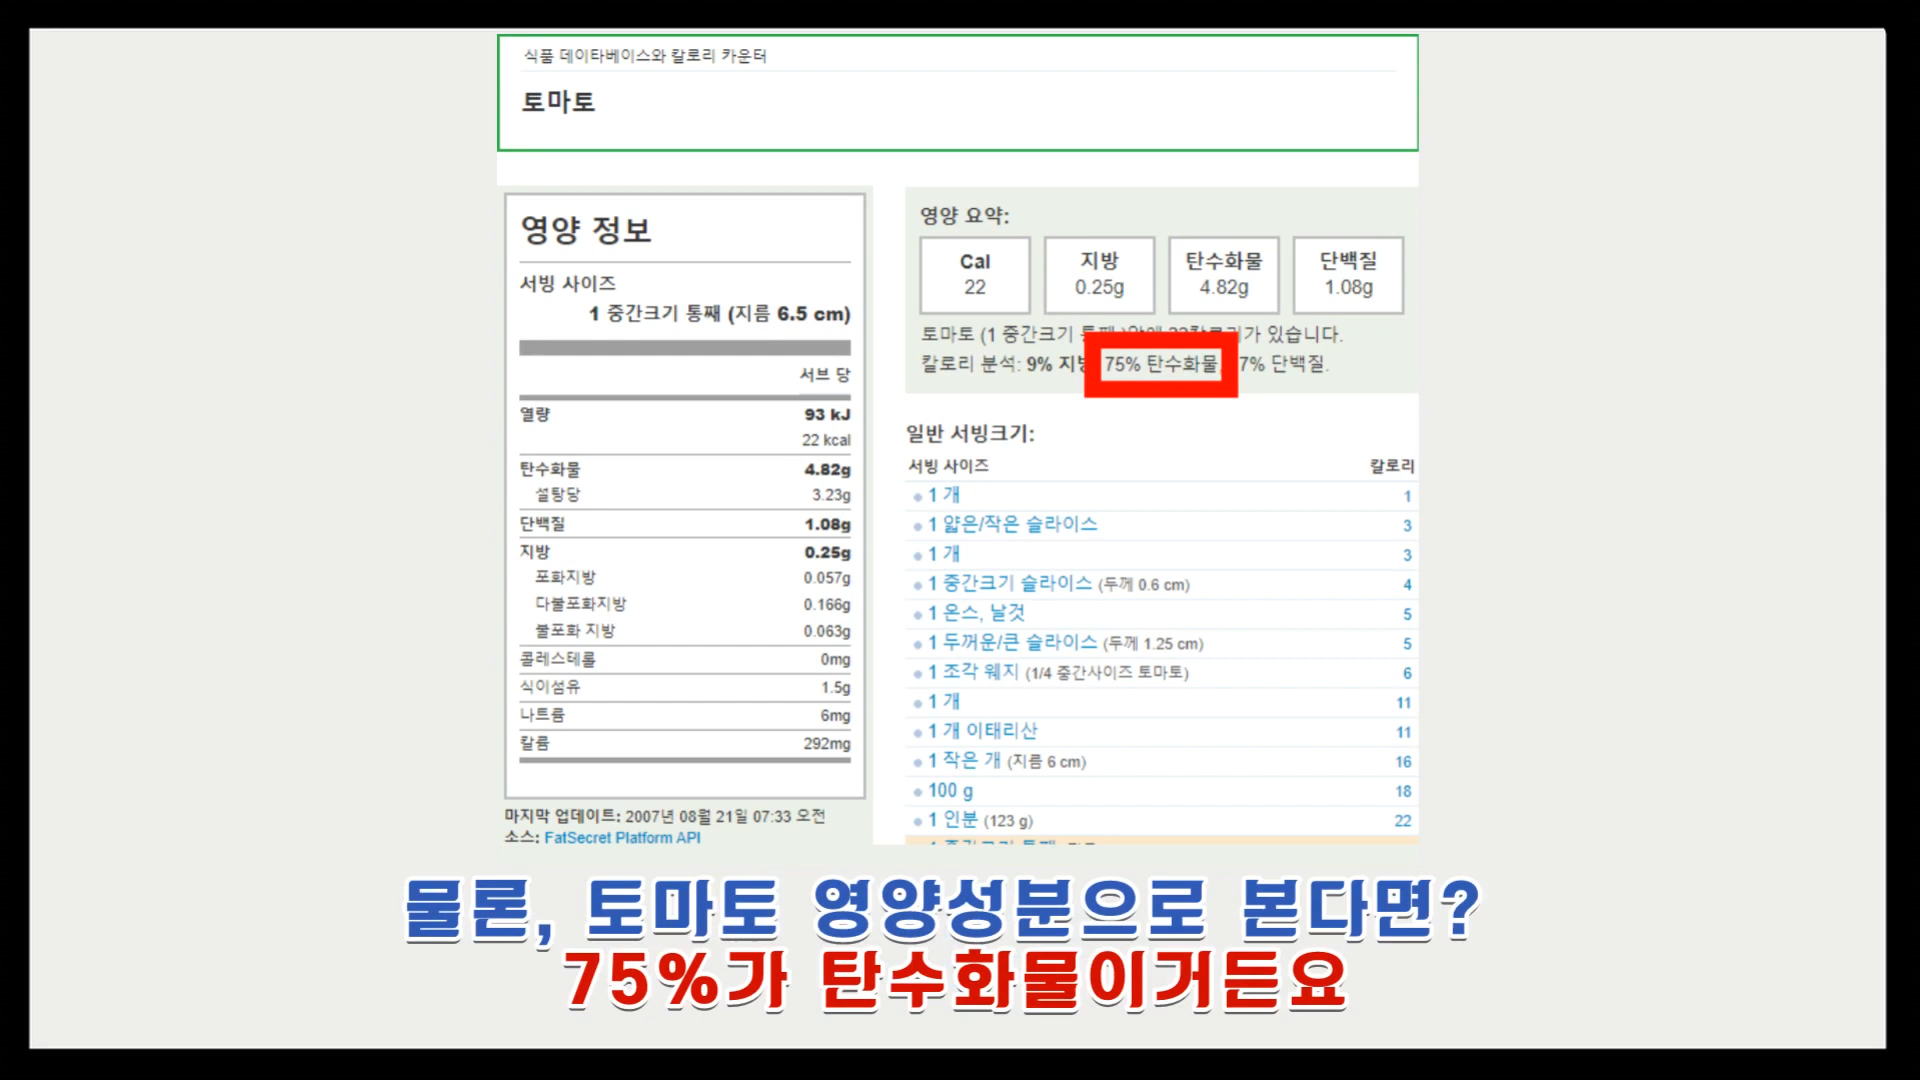 식품 데이타베이스와 칼로리 카운터
토마토
영양 정보
서빙 사이즈
1 중간크기 통째 (지름 6.5 cm)
서브 당
열량 93 kJ
22 kcal
탄수화물 4.82g
설탕당 3.23g
단백질 1.08g
지방 0.25g
포화지방 0.057g
다불포화지방 0.166g
불포화 지방 0.063g
콜레스테롤 0mg
식이섬유 1.5g
나트륨 6mg
칼륨 292mg
마지막 업데이트: 2007년 08월 21일 07:33 오전
소스: FatSecret Platform API
영양 요약:
Cal 지방 탄수화물 단백질
22 0.25g 4.82g 1.08g
토마토 (1 중간크기 있습니다.
칼로리 분석: 9% 75% 탄수화물, 7% 단백질.
일반 서빙크기:
서빙 사이즈 칼로리
1 개 1
1 얇은/작은 슬라이스 3
1 개 3
1 중간크기 슬라이스 (두께 0.6 cm) 4
1 온스, 날것 5
1 두꺼운/큰 슬라이스 (두께 1.25 cm) 5
1 조각 웨지 (1/4 중간사이즈 토마토) 6
1 개 11
1 개 이태리산 11
1 작은 개 (지름 6 cm) 16
100 g 18
1 인분 (123 g) 22
물론, 토마토 영양성분으로 본다면?
75%가 탄수화물이거든요